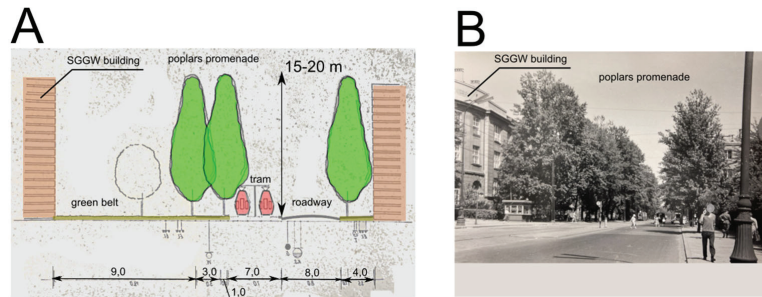 A
SGGW building
poplars promenade
15-20 m
tram
green belt
roadway
9,0
3,0
7,0
8,0
4,0
1,0
B
SGGW building
poplars promenade